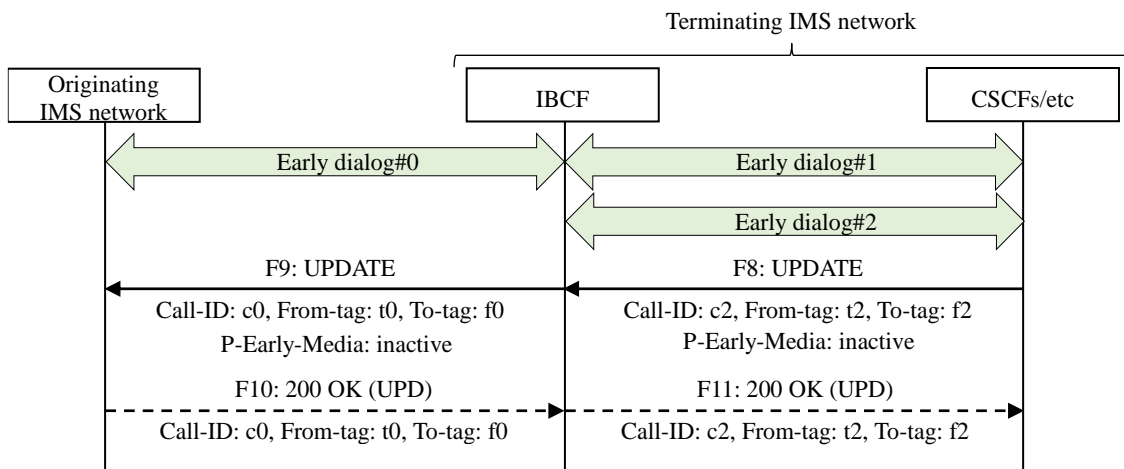 Terminating IMS network
Originating
IMS network
IBCF
CSCFs/etc
Early dialog#0
Early dialog#1
Early dialog#2
F9: UPDATE
F8: UPDATE
Call-ID: c0, From-tag: t0, To-tag: f0
Call-ID: c2, From-tag: t2, To-tag: f2
P-Early-Media: inactive
P-Early-Media: inactive
F10: 200 OK (UPD)
F11: 200 OK (UPD)
Call-ID: c0, From-tag: t0, To-tag: f0
Call-ID: c2, From-tag: t2, To-tag: f2